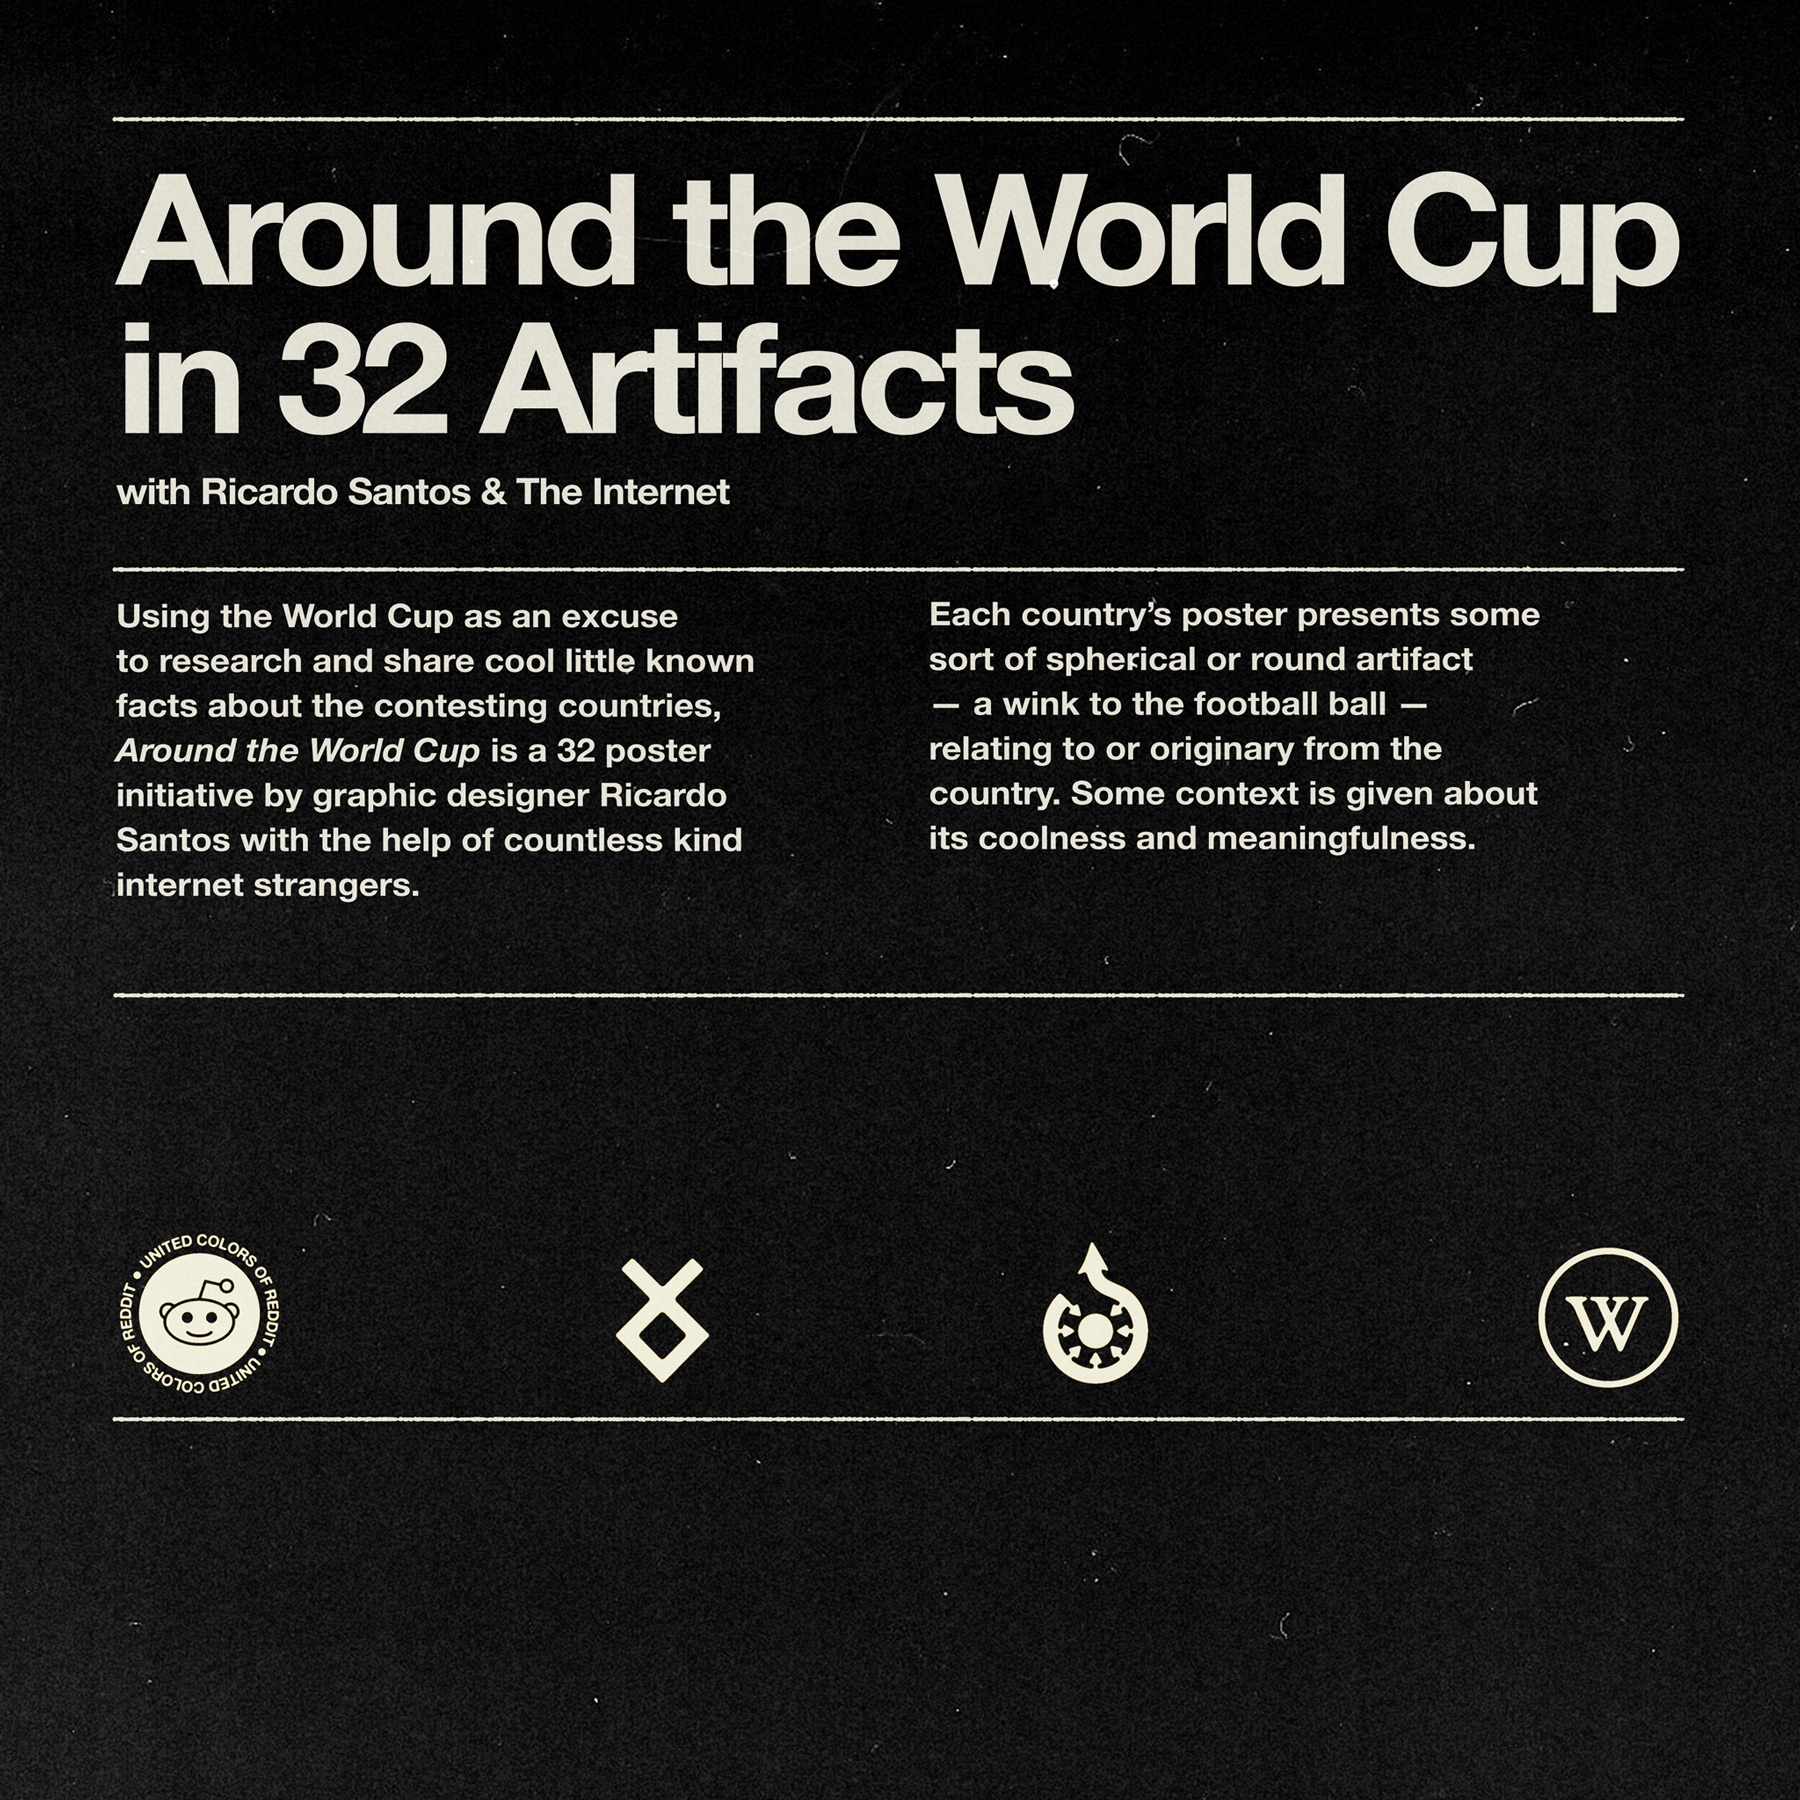 Around the World Cup
in 32 Artifacts
with Ricardo Santos & The Internet
Using the World Cup as an excuse
to research and share cool little known
facts about the contesting countries,
Around the World Cup is a 32 poster
initiative by graphic designer Ricardo
Santos with the help of countless kind
internet strangers.
Each country’s poster presents some
sort of spherical or round artifact
— a wink to the football ball —
relating to or originary from the
country. Some context is given about
its coolness and meaningfulness.
UNITED COLORS OF REDDIT • UNITED COLORS OF REDDIT •
W